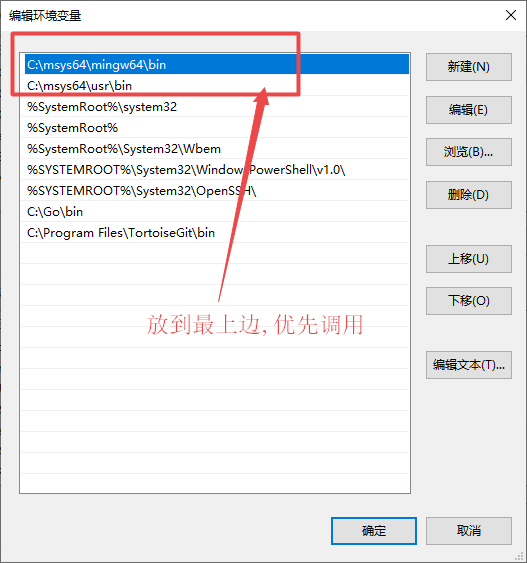 编辑环境变量
C:\msys64\mingw64\bin
C:\msys64\usr\bin
%SystemRoot%\system32
%SystemRoot%
%SystemRoot%\System32\Wbem
%SYSTEMROOT%\System32\WindowsPowerShell\v1.0\
%SYSTEMROOT%\System32\OpenSSH\
C:\Go\bin
C:\Program Files\TortoiseGit\bin
放到最上边,优先调用
新建(N)
编辑(E)
浏览(B)...
删除(D)
上移(U)
下移(O)
编辑文本(T)...
确定
取消